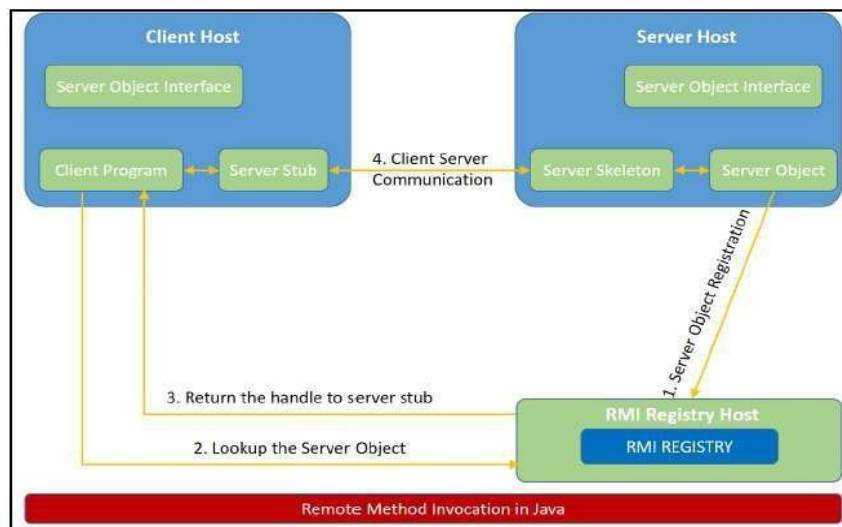 Client Host
Server Object Interface
Client Program
Server Stub
4. Client Server
Communication
Server Host
Server Object Interface
Server Skeleton
Server Object
1. Server Object Registration
3. Return the handle to server stub
2. Lookup the Server Object
RMI Registry Host
RMI REGISTRY
Remote Method Invocation in Java